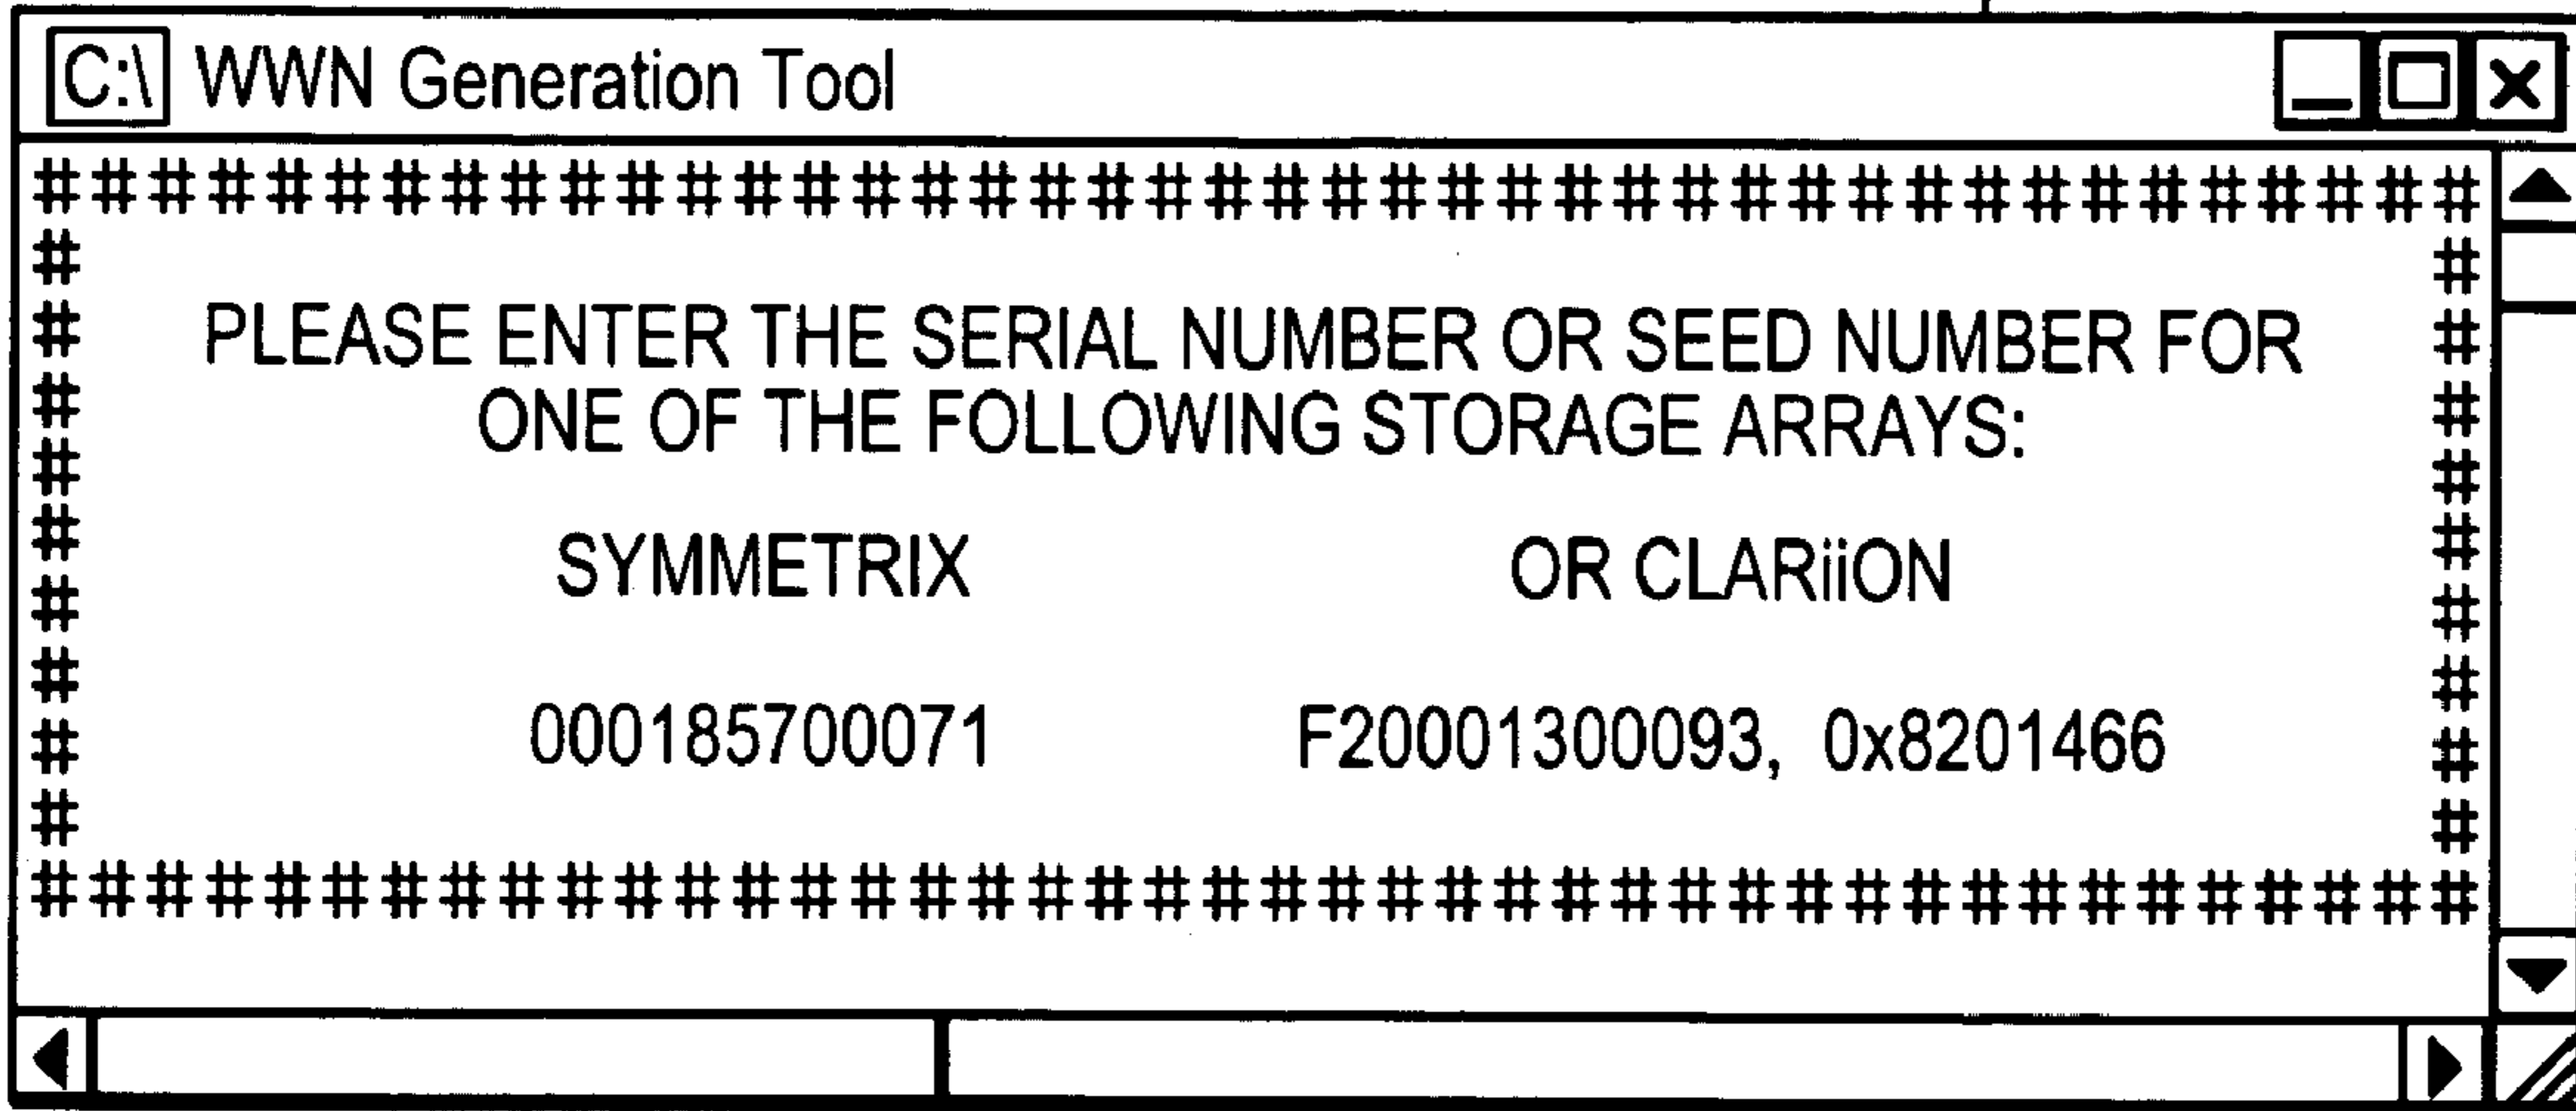 C:\ WWN Generation Tool
##########################################
# #
# PLEASE ENTER THE SERIAL NUMBER OR SEED NUMBER FOR #
# ONE OF THE FOLLOWING STORAGE ARRAYS: #
# #
# SYMMETRIX OR CLARiiON #
# #
# #
# 000185700071 F20001300093, 0x8201466 #
# #
##########################################